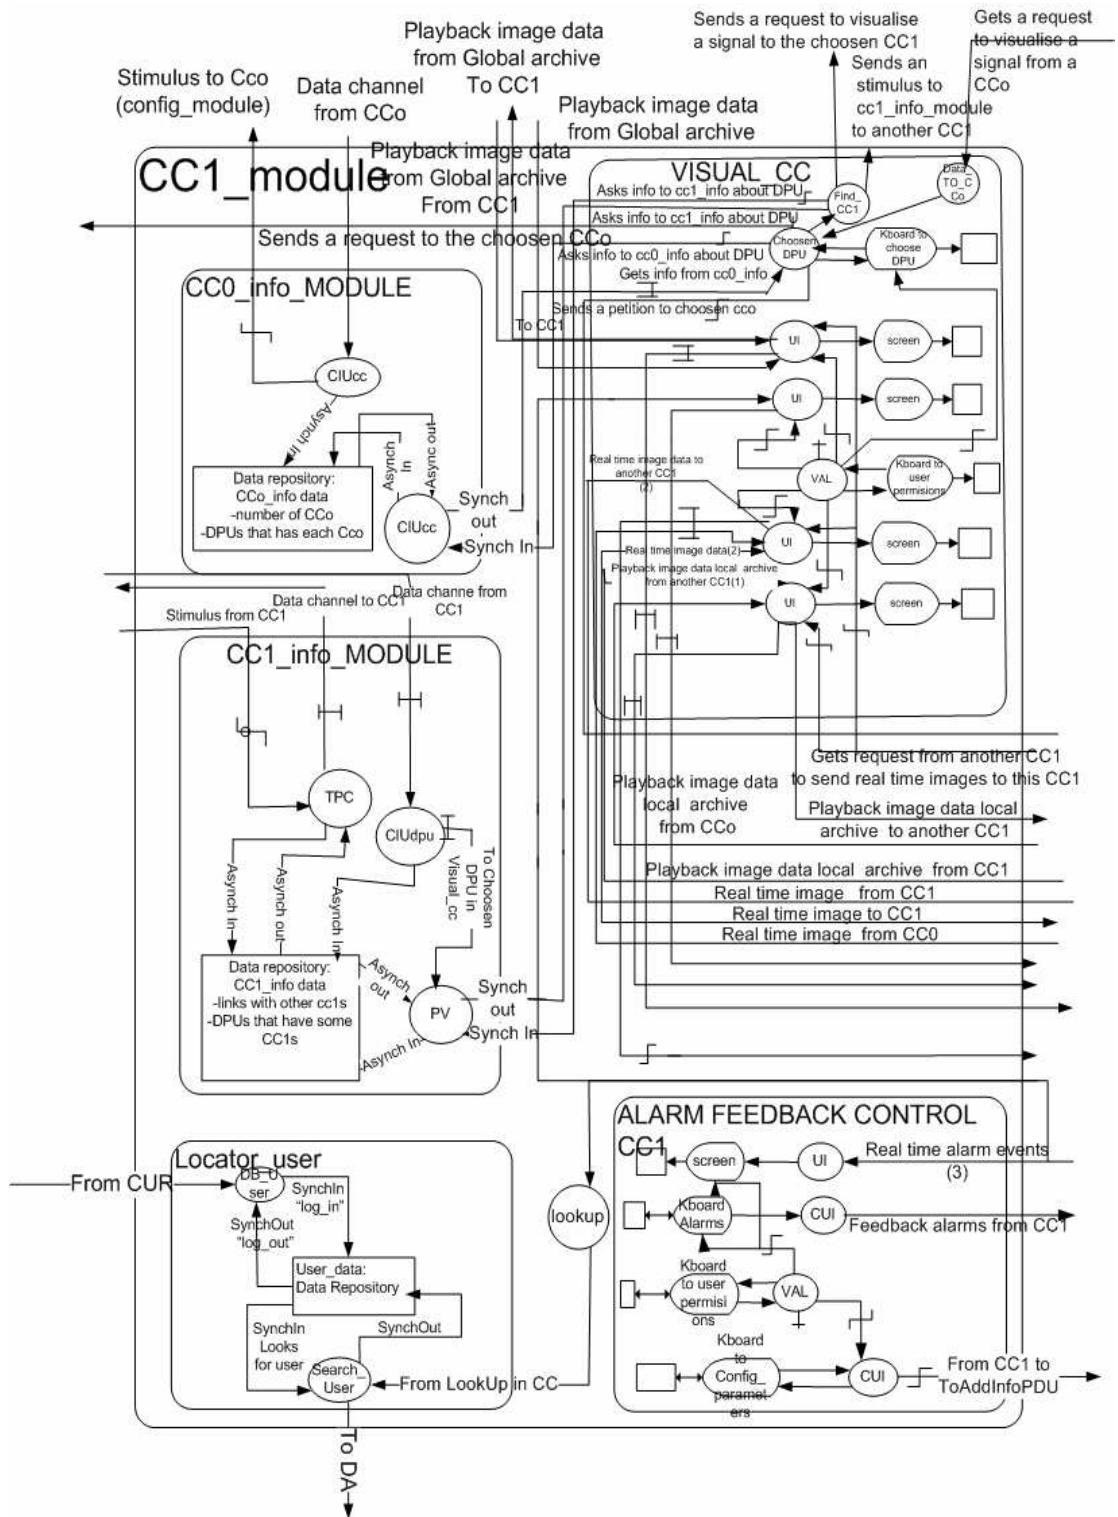 Playback image data
from Global archive
To CC1
Sends a request to visualise
a signal to the choosen CC1
Gets a request
to visualise a
signal from a
CCo
Stimulus to Cco
(config_module)
Data channel
from CCo
Sends an
stimulus to
cc1_info_module
to another CC1
Playback image data
from Global archive
CC1_module
Playback image data
from Global archive
From CC1
VISUAL_CC
Asks info to cc1_info about DPU
Find_
CC1
Data_
TO_C
Co
Asks info to cc1_info about DPU
Sends a request to the choosen CCo
Choosen
DPU
Kboard to
choose
DPU
Asks info to cc0_info about DPU
Gets info from cc0_info
CC0_info_MODULE
Sends a petition to choosen cco
To CC1
UI
screen
CIUcc
UI
screen
Asynch In
Asynch
In
Async out
Real time image data to
another CC1
(2)
VAL
Kboard to
user
permisions
Data repository:
CCo_info data
-number of CCo
-DPUs that has each Cco
CIUcc
Synch
out
Synch In
UI
screen
Real time image data(2)
Playback image data local archive
from another CC1(1)
UI
screen
Data channel to CC1
Data channe from
CC1
Stimulus from CC1
CC1_info_MODULE
Gets request from another CC1
to send real time images to this CC1
Playback image data
local archive
from CCo
TPC
CIUdpu
Playback image data local
archive to another CC1
To Choosen
DPU in
Visual_cc
Asynch In
Asynch out
Asynch In
Playback image data local archive from CC1
Real time image from CC1
Real time image to CC1
Real time image from CC0
Data repository:
CC1_info data
-links with other cc1s
-DPUs that have some
CC1s
Asynch
out
PV
Synch
out
Synch In
Asynch In
ALARM FEEDBACK CONTROL
CC1
Locator_user
screen
UI
Real time alarm events
(3)
From CUR
DB_U
ser
SynchIn
“log_in”
SynchOut
“log_out”
lookup
Kboard
Alarms
CUI
Feedback alarms from CC1
User_data:
Data Repository
Kboard
to user
permisi
ons
VAL
SynchIn
Looks
for user
SynchOut
Search_
User
From LookUp in CC
Kboard
to
Config_
paramet
ers
CUI
From CC1 to
ToAddInfoPDU
To DA